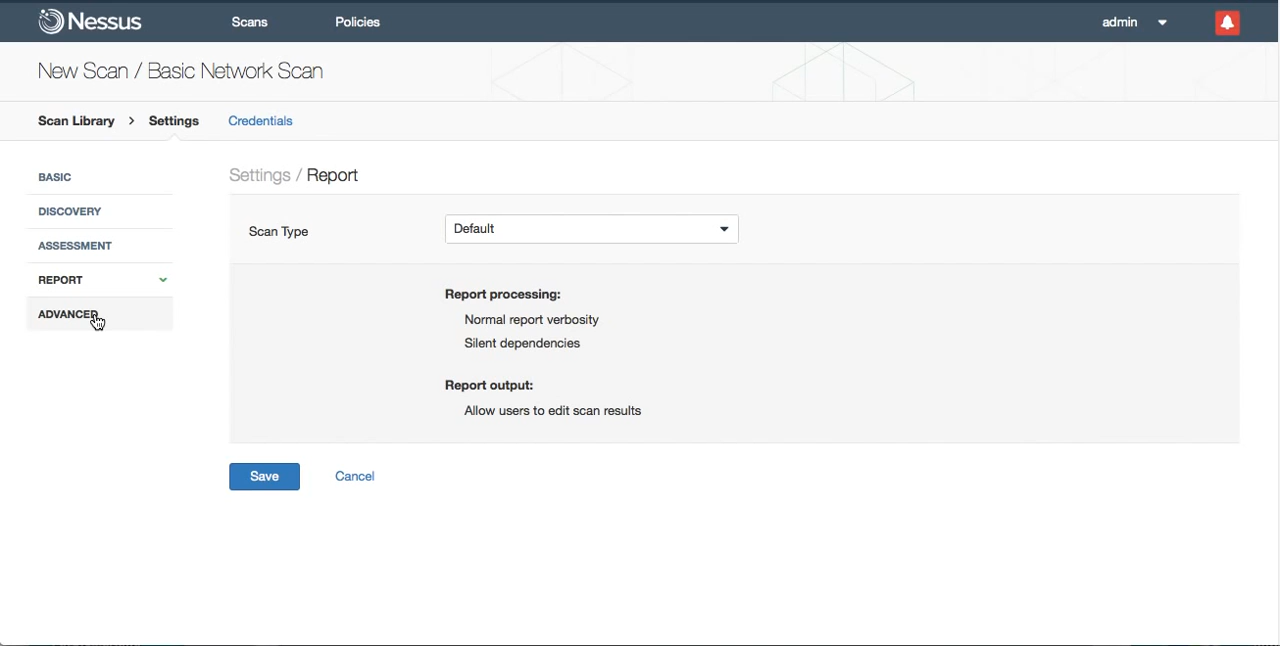 Nessus Scans Policies admin
New Scan / Basic Network Scan
Scan Library > Settings Credentials
BASIC
DISCOVERY
ASSESSMENT
REPORT
ADVANCED
Settings / Report
Scan Type Default
Report processing:
Normal report verbosity
Silent dependencies
Report output:
Allow users to edit scan results
Save Cancel